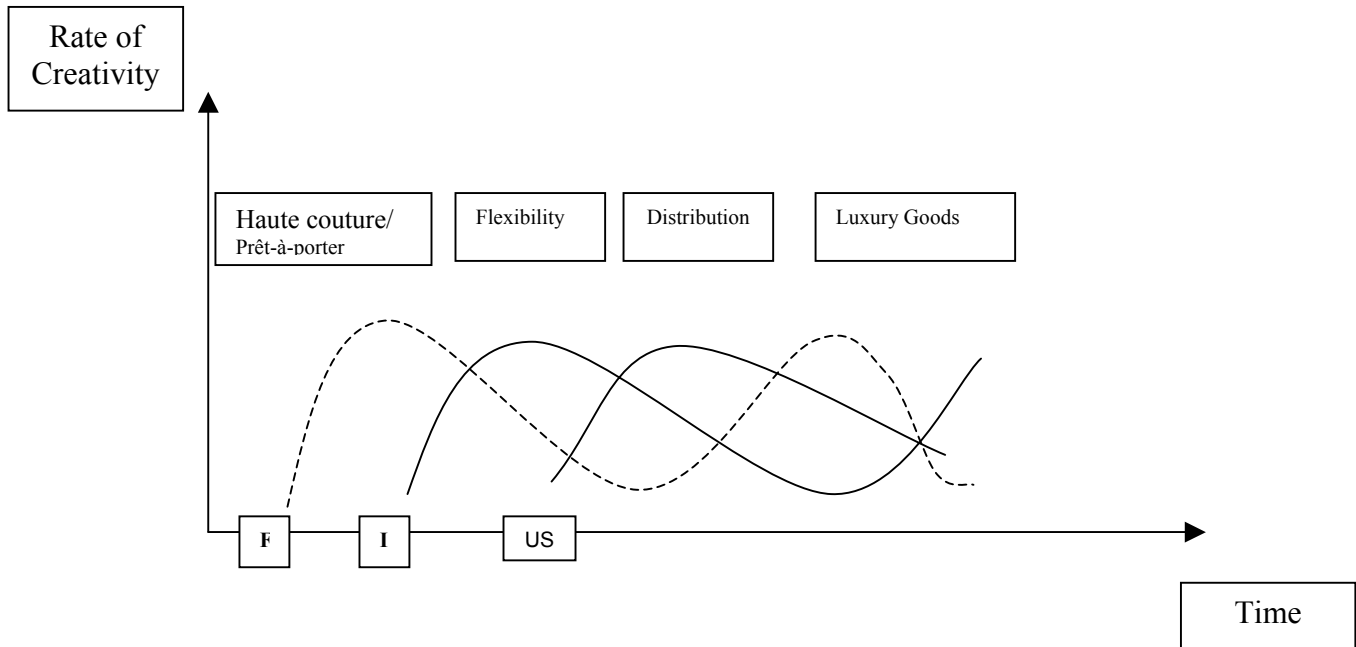 Rate of
Creativity
Haute couture/
Prêt-à-porter
Flexibility
Distribution
Luxury Goods
F
I
US
Time